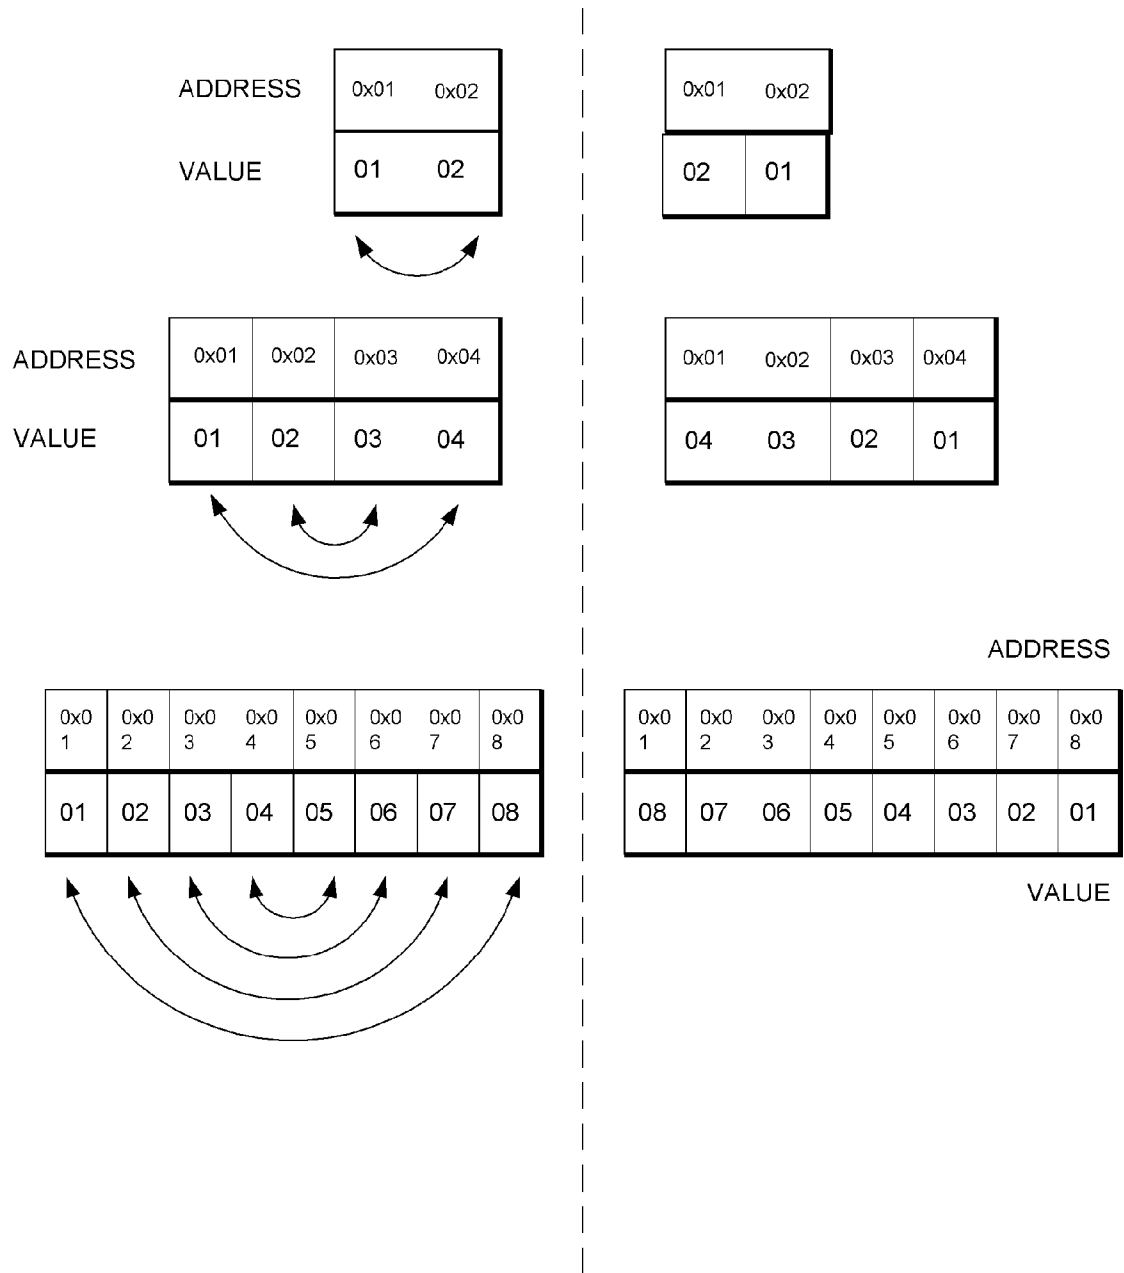 ADDRESS 0x01 0x02 0x01 0x02
VALUE 01 02 02 01
ADDRESS 0x01 0x02 0x03 0x04 0x01 0x02 0x03 0x04
VALUE 01 02 03 04 04 03 02 01
ADDRESS
0x0 0x0 0x0 0x0 0x0 0x0 0x0 0x0 0x0 0x0 0x0 0x0 0x0 0x0 0x0 0x0
1 2 3 4 5 6 7 8 1 2 3 4 5 6 7 8
01 02 03 04 05 06 07 08 08 07 06 05 04 03 02 01
VALUE